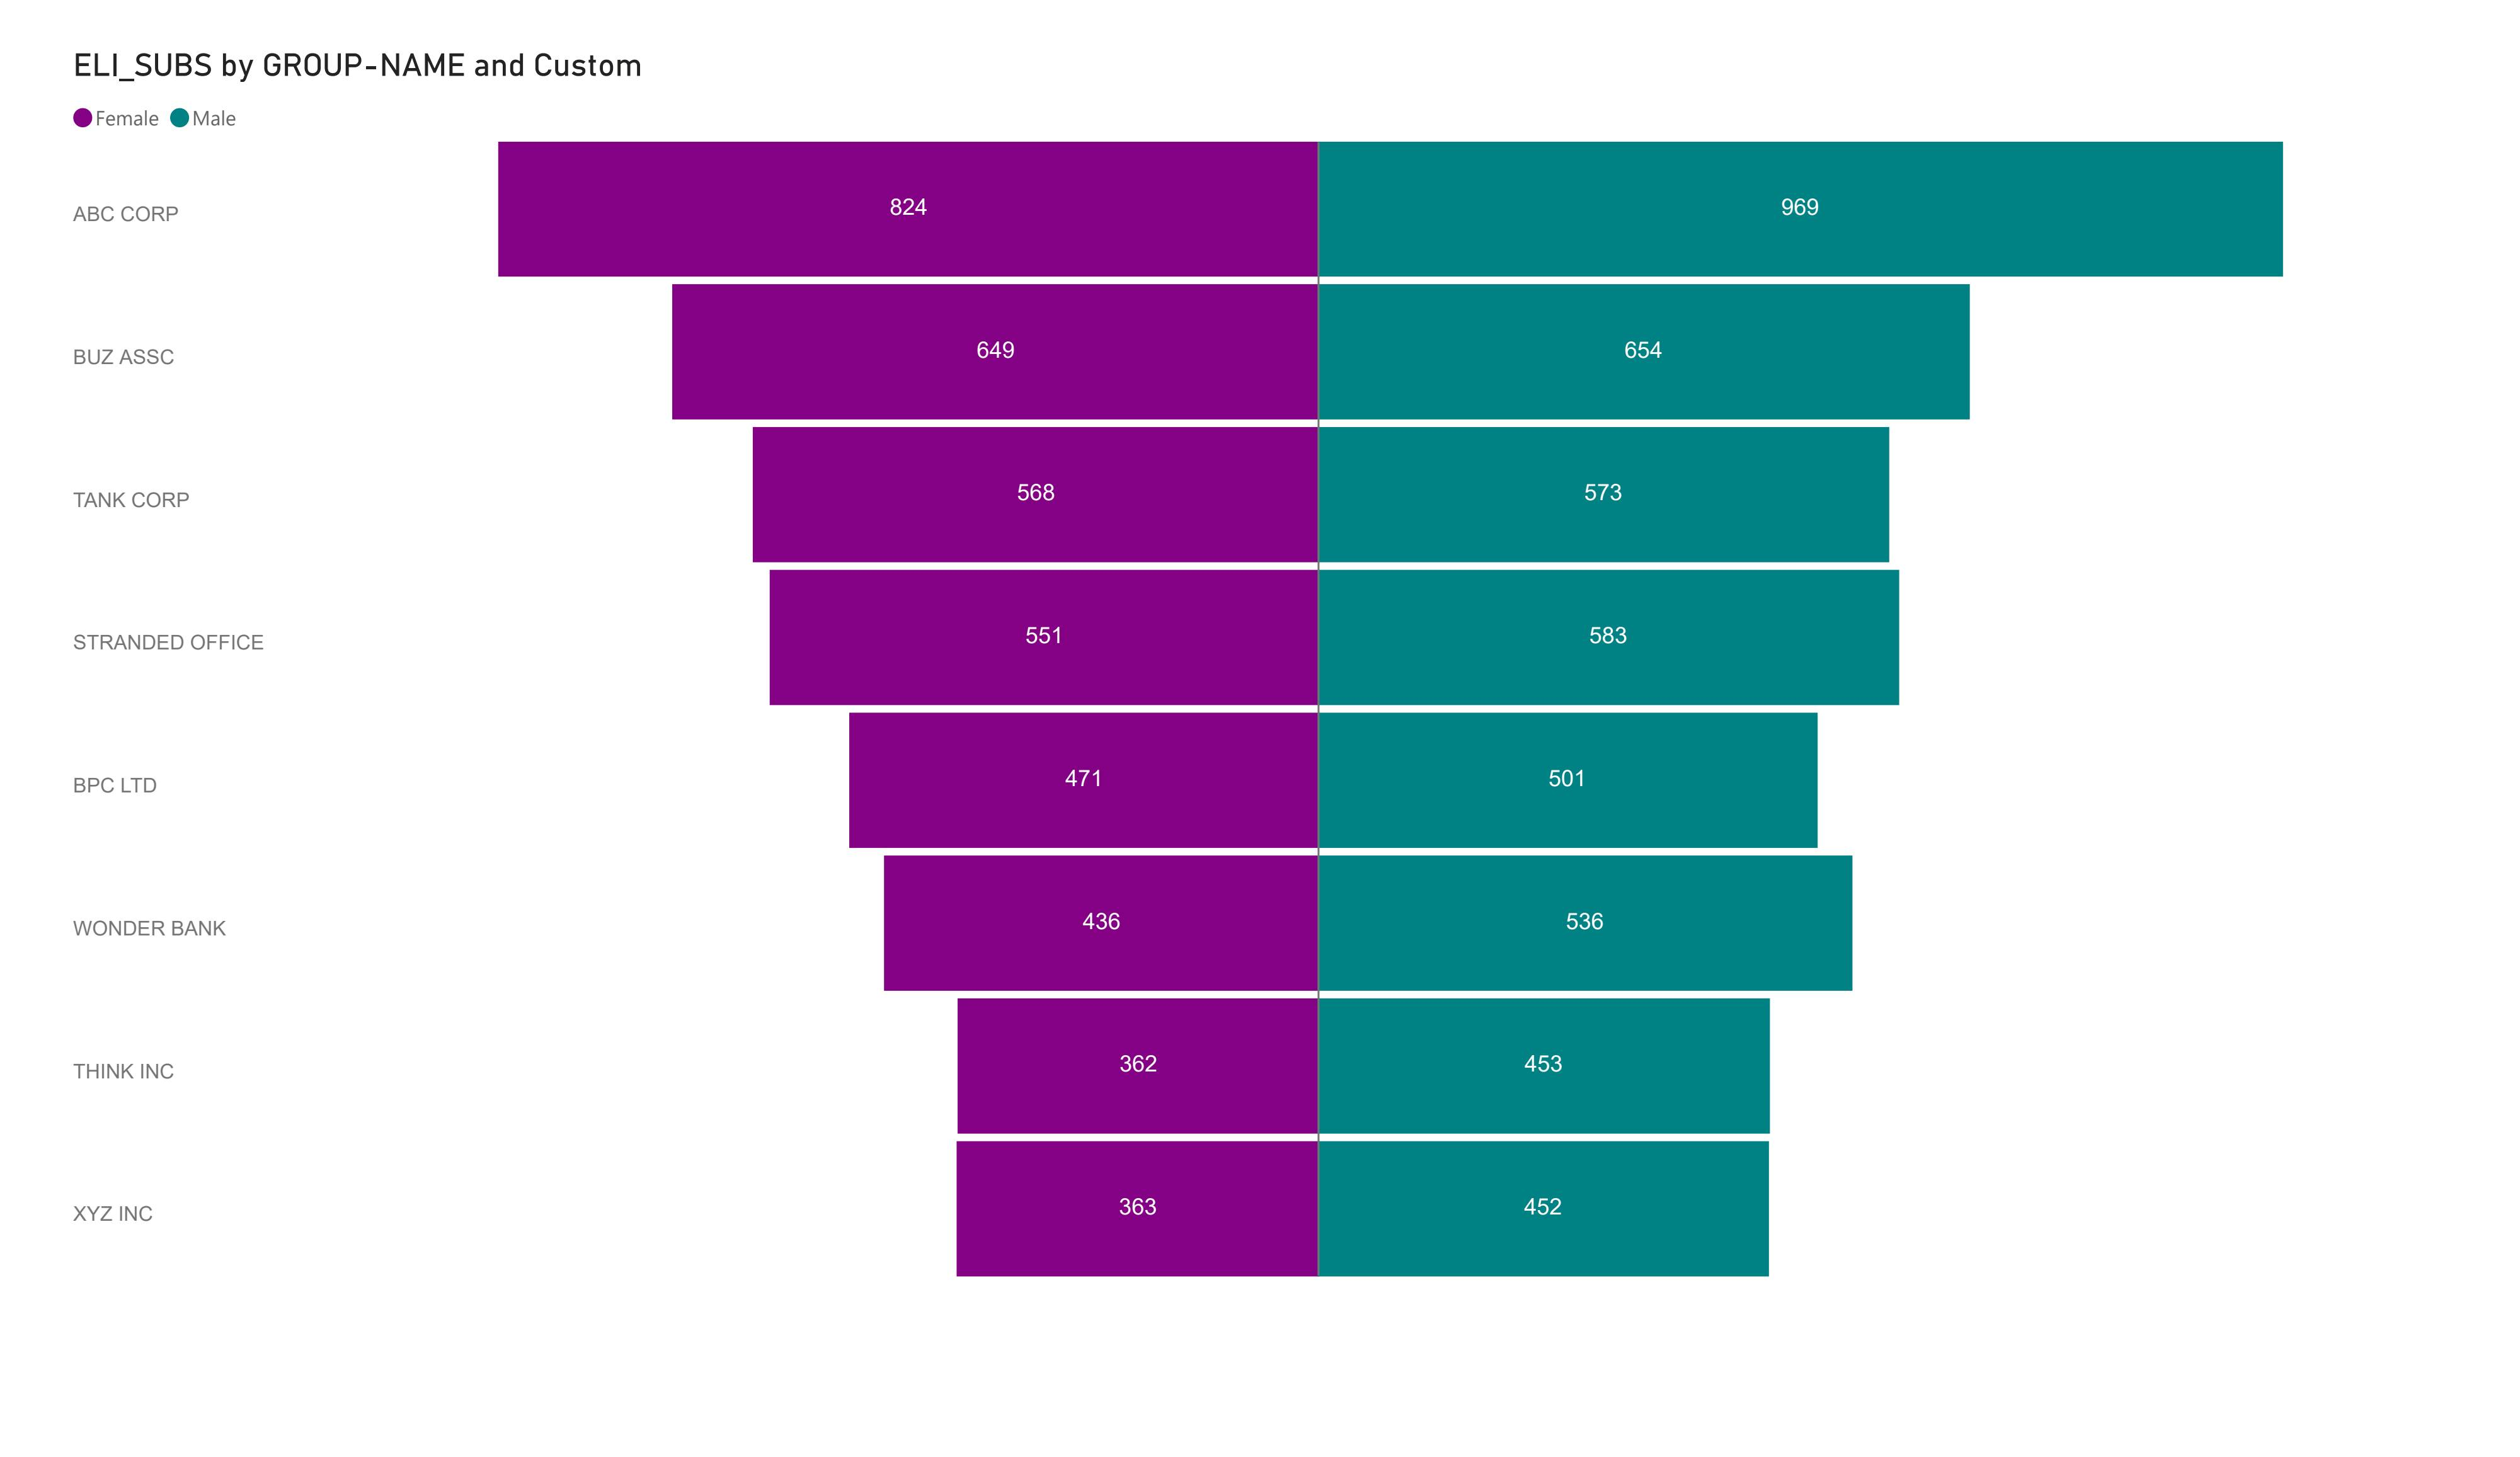 ELI_SUBS by GROUP-NAME and Custom
Female Male
ABC CORP 824 969
BUZ ASSC 649 654
TANK CORP 568 573
STRANDED OFFICE 551 583
BPC LTD 471 501
WONDER BANK 436 536
THINK INC 362 453
XYZ INC 363 452